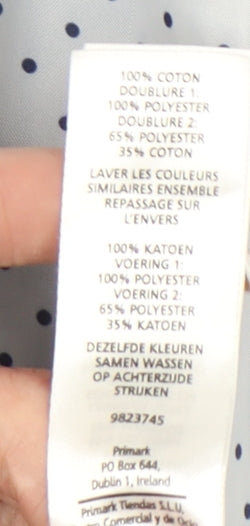 100% COTON
DOUBLURE 1:
100% POLYESTER
DOUBLURE 2:
65% POLYESTER
35% COTON
LAVER LES COULEURS
SIMILAIRES ENSEMBLE
REPASSAGE SUR
L'ENVERS
100% KATOEN
VOERING 1:
100% POLYESTER
VOERING 2:
65% POLYESTER
35% KATOEN
DEZELFDE KLEUREN
SAMEN WASSEN
OP ACHTERZIJDE
STRIJKEN
9823745
Primark
PO Box 644,
Dublin 1, Ireland
Primark Tiendas S.L.U,
Comercial y de